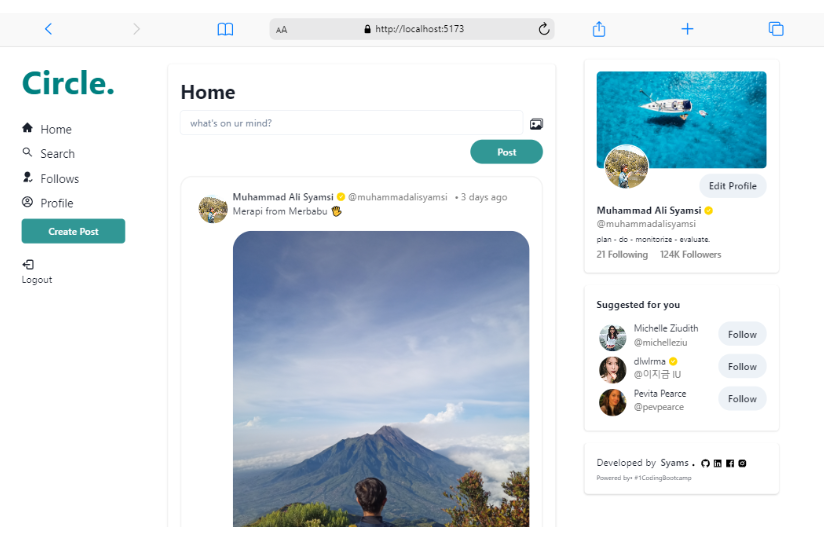 AA
http://localhost:5173
Circle.
Home
Search
Follows
Profile
Create Post
Logout
Home
what's on ur mind?
Post
Muhammad Ali Syamsi @muhammadalisyamsi • 3 days ago
Merapi from Merbabu
Edit Profile
Muhammad Ali Syamsi
@muhammadalisyamsi
plan - do - monitorize - evaluate.
21 Following 124K Followers
Suggested for you
Michelle Ziudith
@michelleziu
Follow
dlwlrma
@이지금 IU
Follow
Pevita Pearce
@pevpearce
Follow
Developed by Syams .
Powered by• #1CodingBootcamp